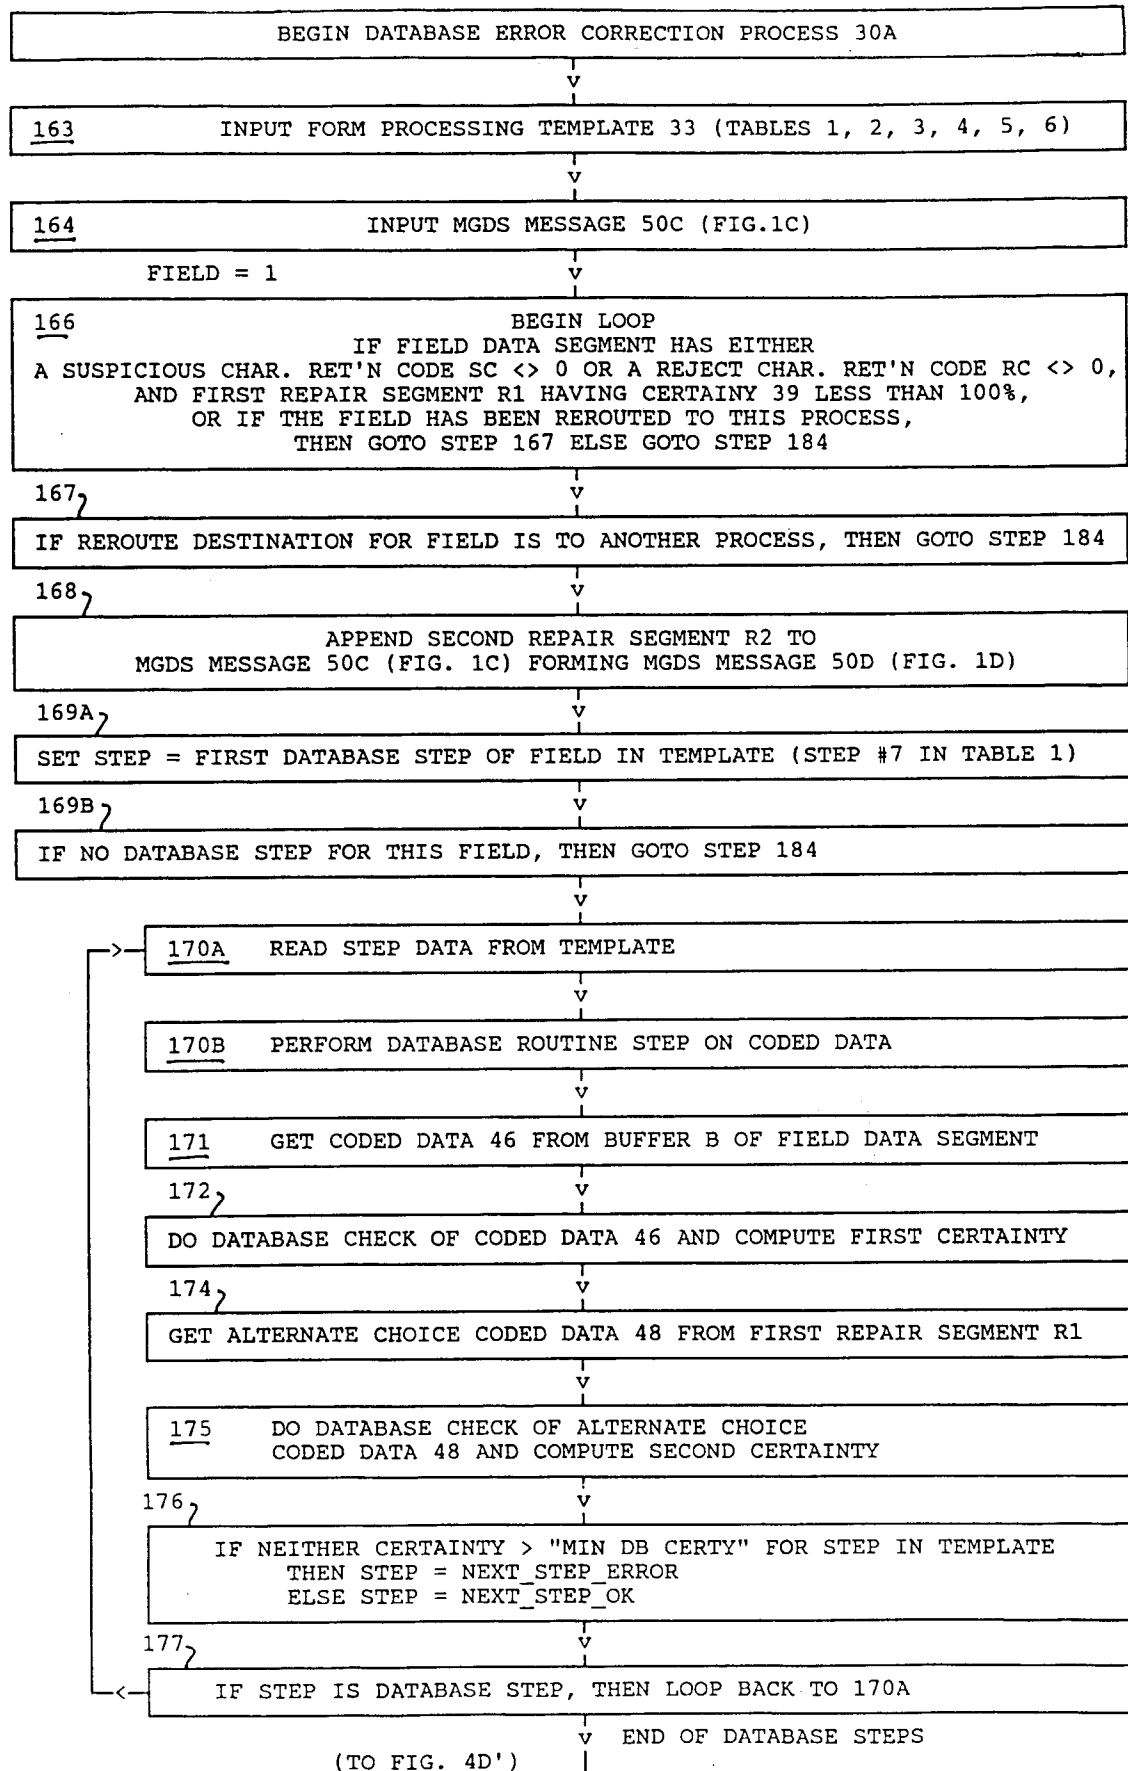 BEGIN DATABASE ERROR CORRECTION PROCESS 30A
163 INPUT FORM PROCESSING TEMPLATE 33 (TABLES 1, 2, 3, 4, 5, 6)
164 INPUT MGDS MESSAGE 50C (FIG.1C)
FIELD = 1
166 BEGIN LOOP
IF FIELD DATA SEGMENT HAS EITHER
A SUSPICIOUS CHAR. RET'N CODE SC <> 0 OR A REJECT CHAR. RET'N CODE RC <> 0,
AND FIRST REPAIR SEGMENT R1 HAVING CERTAINY 39 LESS THAN 100%,
OR IF THE FIELD HAS BEEN REROUTED TO THIS PROCESS,
THEN GOTO STEP 167 ELSE GOTO STEP 184
167
IF REROUTE DESTINATION FOR FIELD IS TO ANOTHER PROCESS, THEN GOTO STEP 184
168
APPEND SECOND REPAIR SEGMENT R2 TO
MGDS MESSAGE 50C (FIG. 1C) FORMING MGDS MESSAGE 50D (FIG. 1D)
169A
SET STEP = FIRST DATABASE STEP OF FIELD IN TEMPLATE (STEP #7 IN TABLE 1)
169B
IF NO DATABASE STEP FOR THIS FIELD, THEN GOTO STEP 184
170A READ STEP DATA FROM TEMPLATE
170B PERFORM DATABASE ROUTINE STEP ON CODED DATA
171 GET CODED DATA 46 FROM BUFFER B OF FIELD DATA SEGMENT
172
DO DATABASE CHECK OF CODED DATA 46 AND COMPUTE FIRST CERTAINTY
174
GET ALTERNATE CHOICE CODED DATA 48 FROM FIRST REPAIR SEGMENT R1
175 DO DATABASE CHECK OF ALTERNATE CHOICE
CODED DATA 48 AND COMPUTE SECOND CERTAINTY
176
IF NEITHER CERTAINTY > "MIN DB CERTY" FOR STEP IN TEMPLATE
THEN STEP = NEXT_STEP_ERROR
ELSE STEP = NEXT_STEP_OK
177
IF STEP IS DATABASE STEP, THEN LOOP BACK TO 170A
END OF DATABASE STEPS
(TO FIG. 4D')